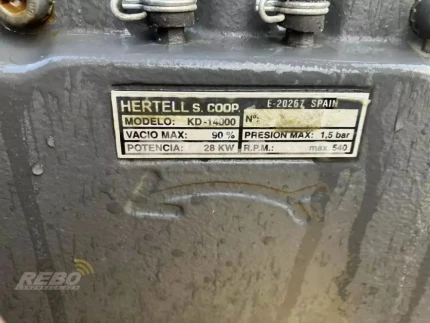 HERTELL S. COOP. E-20267 SPAIN
MODELO: KD-14000 Nº:
VACIO MAX: 90 % PRESION MAX: 1,5 bar
POTENCIA: 28 KW R.P.M.: max. 540
REBO